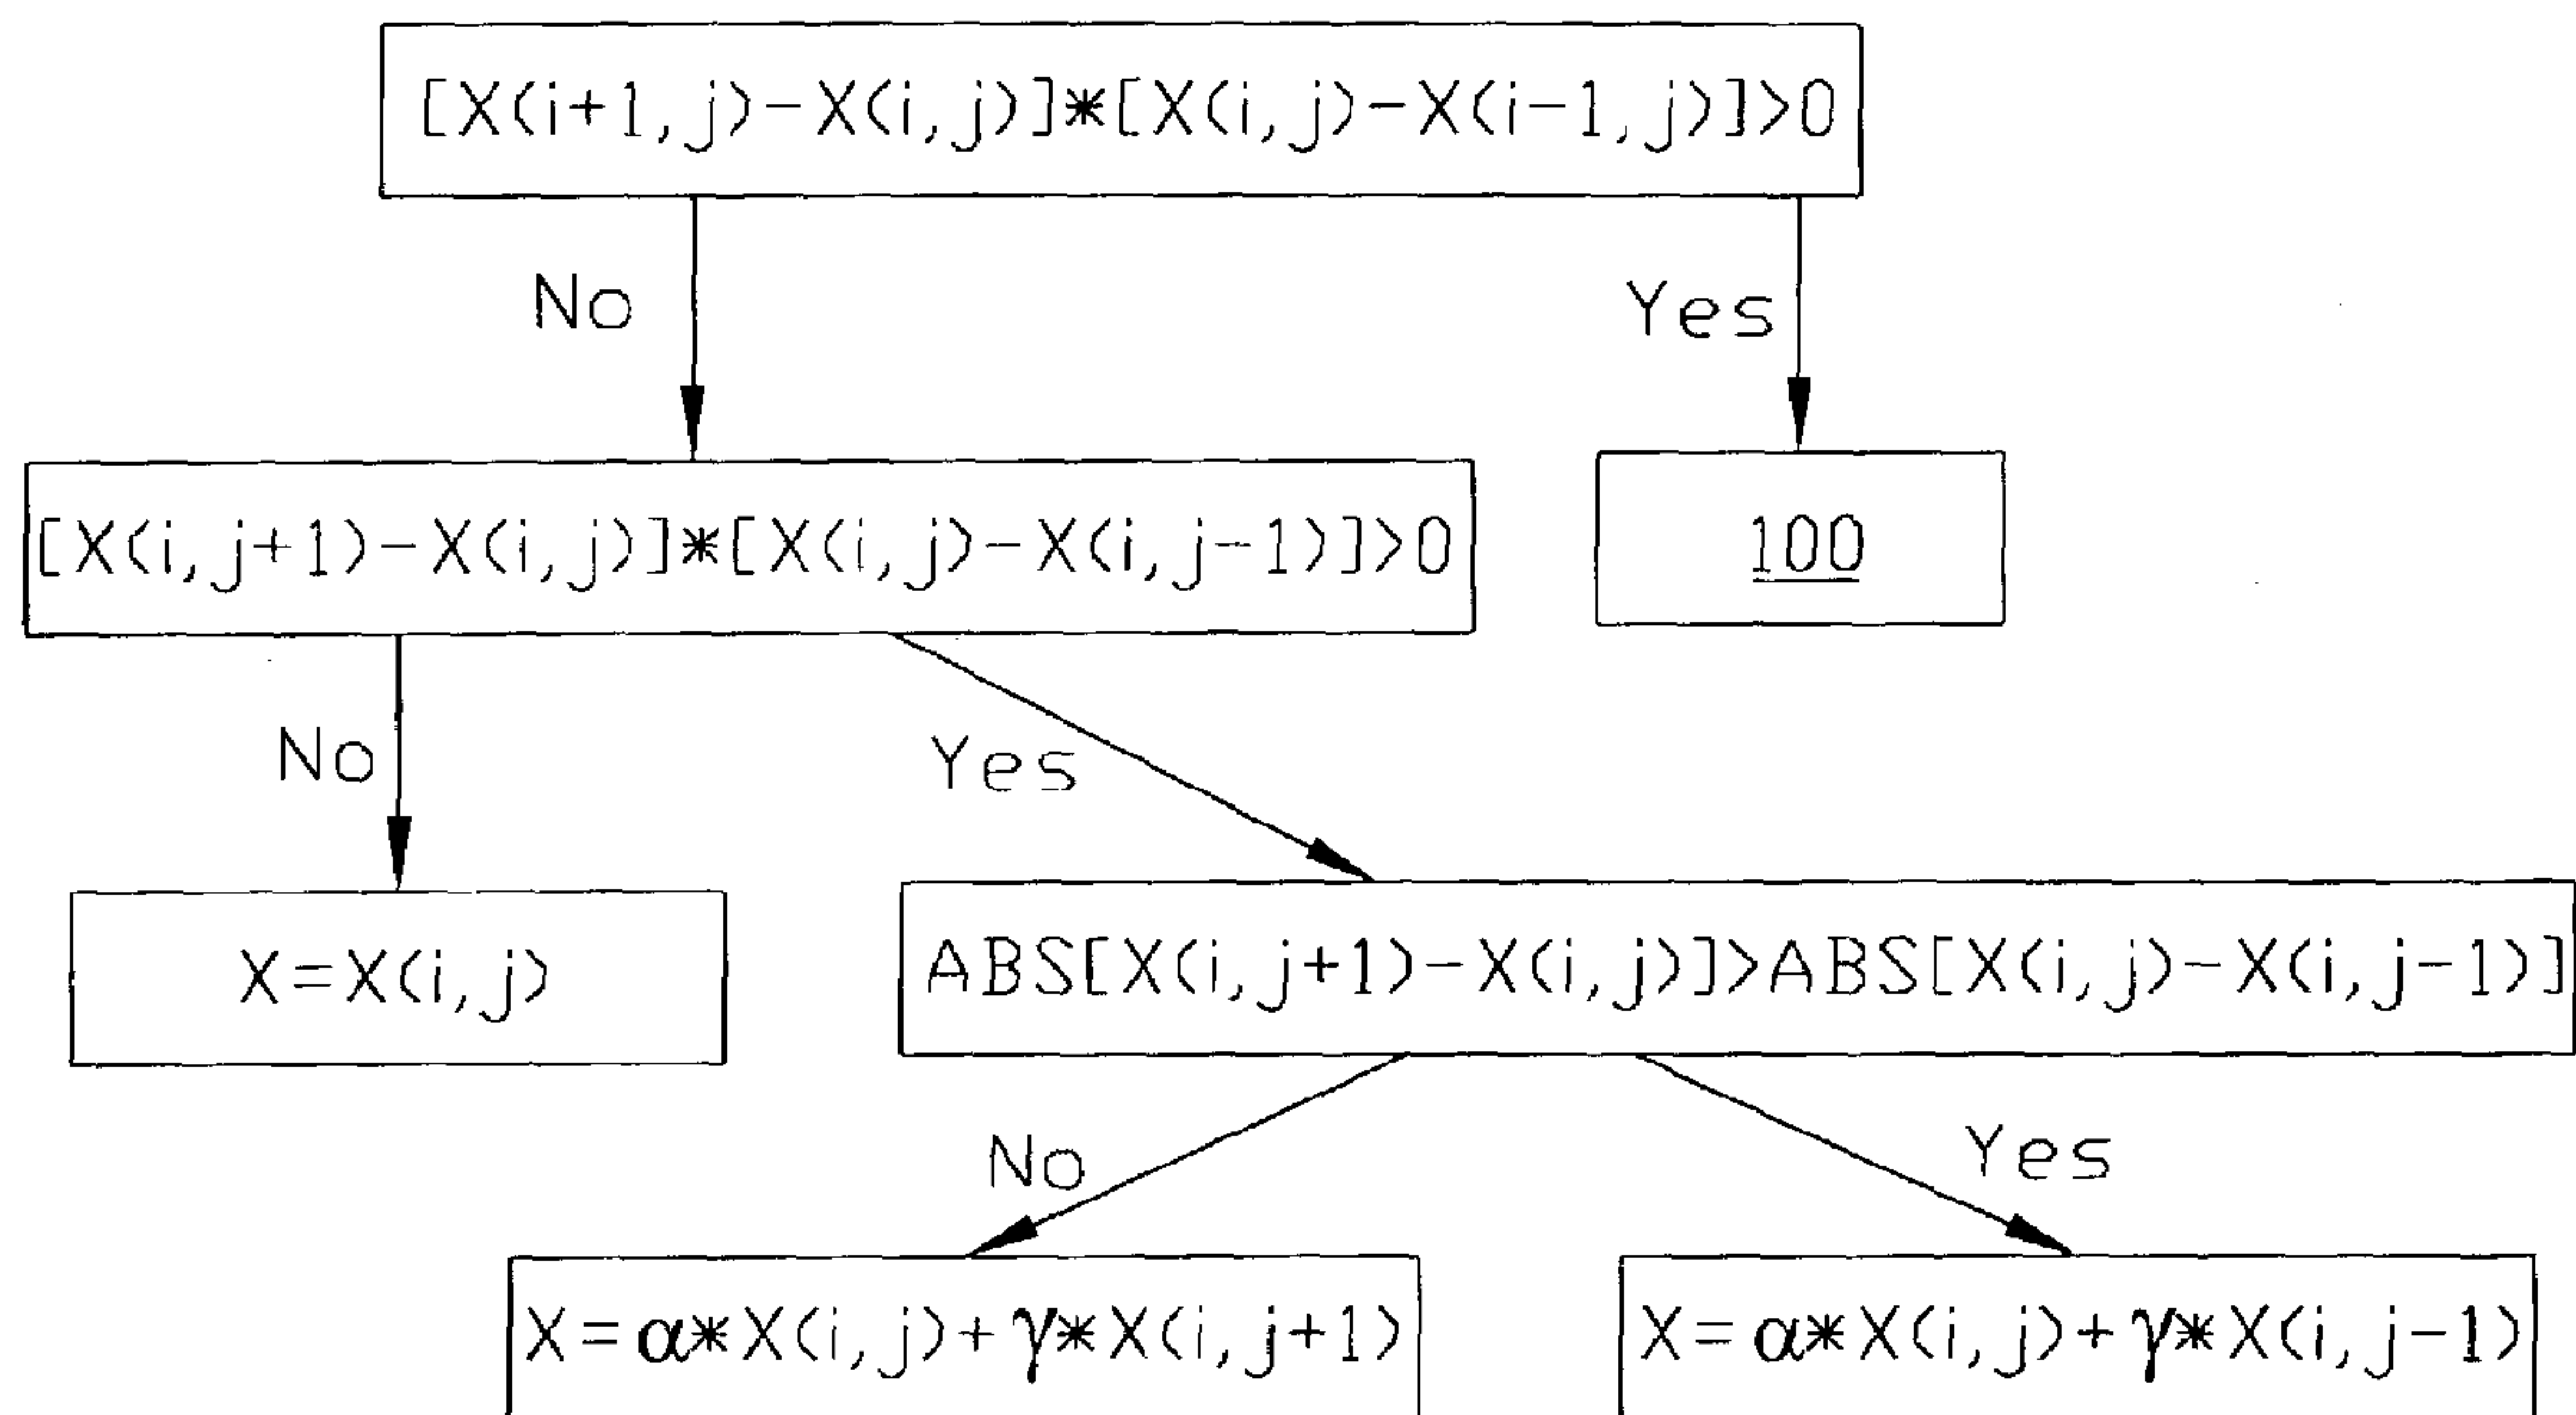 [X(i+1,j)-X(i,j)]*[X(i,j)-X(i-1,j)]>0
No
Yes
[X(i,j+1)-X(i,j)]*[X(i,j)-X(i,j-1)]>0
100
No
Yes
X=X(i,j)
ABS[X(i,j+1)-X(i,j)]>ABS[X(i,j)-X(i,j-1)]
No
Yes
X=α*X(i,j)+γ*X(i,j+1)
X=α*X(i,j)+γ*X(i,j-1)